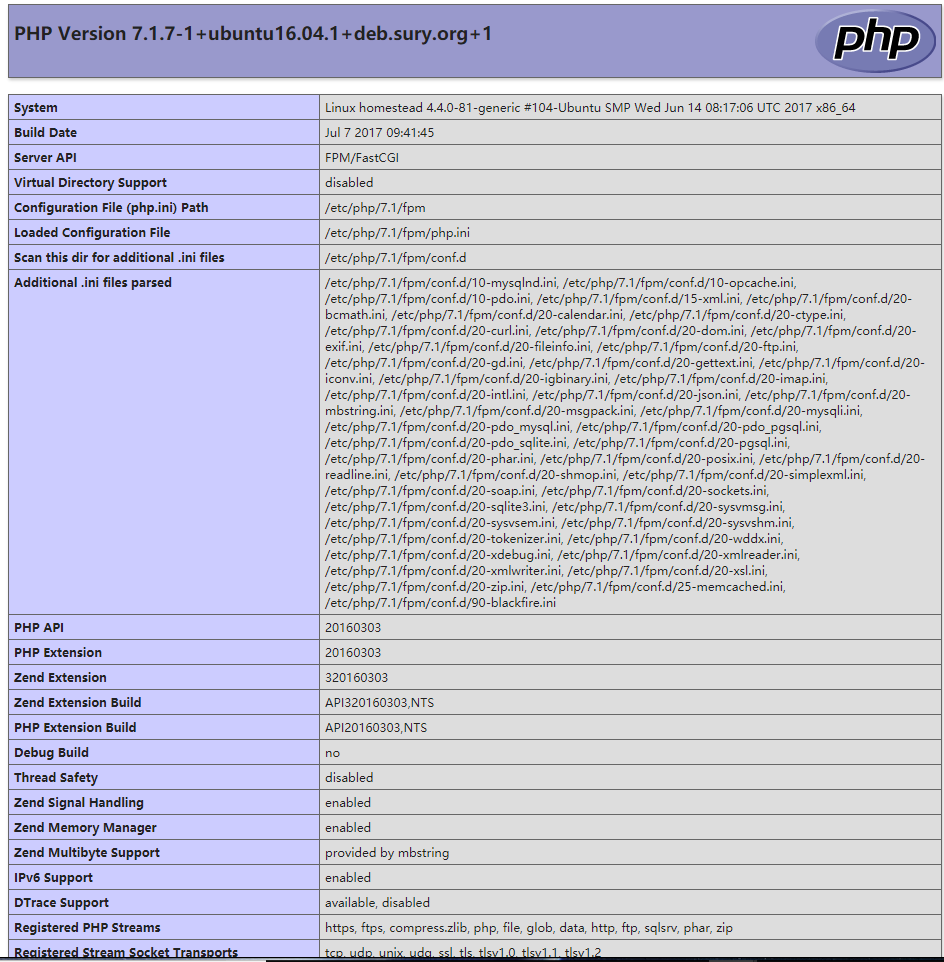 PHP Version 7.1.7-1+ubuntu16.04.1+deb.sury.org+1
php
System Linux homestead 4.4.0-81-generic #104-Ubuntu SMP Wed Jun 14 08:17:06 UTC 2017 x86_64
Build Date Jul 7 2017 09:41:45
Server API FPM/FastCGI
Virtual Directory Support disabled
Configuration File (php.ini) Path /etc/php/7.1/fpm
Loaded Configuration File /etc/php/7.1/fpm/php.ini
Scan this dir for additional .ini files /etc/php/7.1/fpm/conf.d
Additional .ini files parsed /etc/php/7.1/fpm/conf.d/10-mysqlnd.ini, /etc/php/7.1/fpm/conf.d/10-opcache.ini,
/etc/php/7.1/fpm/conf.d/10-pdo.ini, /etc/php/7.1/fpm/conf.d/15-xml.ini, /etc/php/7.1/fpm/conf.d/20-
bcmath.ini, /etc/php/7.1/fpm/conf.d/20-calendar.ini, /etc/php/7.1/fpm/conf.d/20-ctype.ini,
/etc/php/7.1/fpm/conf.d/20-curl.ini, /etc/php/7.1/fpm/conf.d/20-dom.ini, /etc/php/7.1/fpm/conf.d/20-
exif.ini, /etc/php/7.1/fpm/conf.d/20-fileinfo.ini, /etc/php/7.1/fpm/conf.d/20-ftp.ini,
/etc/php/7.1/fpm/conf.d/20-gd.ini, /etc/php/7.1/fpm/conf.d/20-gettext.ini, /etc/php/7.1/fpm/conf.d/20-
iconv.ini, /etc/php/7.1/fpm/conf.d/20-igbinary.ini, /etc/php/7.1/fpm/conf.d/20-imap.ini,
/etc/php/7.1/fpm/conf.d/20-intl.ini, /etc/php/7.1/fpm/conf.d/20-json.ini, /etc/php/7.1/fpm/conf.d/20-
mbstring.ini, /etc/php/7.1/fpm/conf.d/20-msgpack.ini, /etc/php/7.1/fpm/conf.d/20-mysqli.ini,
/etc/php/7.1/fpm/conf.d/20-pdo_mysql.ini, /etc/php/7.1/fpm/conf.d/20-pdo_pgsql.ini,
/etc/php/7.1/fpm/conf.d/20-pdo_sqlite.ini, /etc/php/7.1/fpm/conf.d/20-pgsql.ini,
/etc/php/7.1/fpm/conf.d/20-phar.ini, /etc/php/7.1/fpm/conf.d/20-posix.ini, /etc/php/7.1/fpm/conf.d/20-
readline.ini, /etc/php/7.1/fpm/conf.d/20-shmop.ini, /etc/php/7.1/fpm/conf.d/20-simplexml.ini,
/etc/php/7.1/fpm/conf.d/20-soap.ini, /etc/php/7.1/fpm/conf.d/20-sockets.ini,
/etc/php/7.1/fpm/conf.d/20-sqlite3.ini, /etc/php/7.1/fpm/conf.d/20-sysvmsg.ini,
/etc/php/7.1/fpm/conf.d/20-sysvsem.ini, /etc/php/7.1/fpm/conf.d/20-sysvshm.ini,
/etc/php/7.1/fpm/conf.d/20-tokenizer.ini, /etc/php/7.1/fpm/conf.d/20-wddx.ini,
/etc/php/7.1/fpm/conf.d/20-xdebug.ini, /etc/php/7.1/fpm/conf.d/20-xmlreader.ini,
/etc/php/7.1/fpm/conf.d/20-xmlwriter.ini, /etc/php/7.1/fpm/conf.d/20-xsl.ini,
/etc/php/7.1/fpm/conf.d/20-zip.ini, /etc/php/7.1/fpm/conf.d/25-memcached.ini,
/etc/php/7.1/fpm/conf.d/90-blackfire.ini
PHP API 20160303
PHP Extension 20160303
Zend Extension 320160303
Zend Extension Build API320160303,NTS
PHP Extension Build API20160303,NTS
Debug Build no
Thread Safety disabled
Zend Signal Handling enabled
Zend Memory Manager enabled
Zend Multibyte Support provided by mbstring
IPv6 Support enabled
DTrace Support available, disabled
Registered PHP Streams https, ftps, compress.zlib, php, file, glob, data, http, ftp, sqlsrv, phar, zip
Registered Stream Socket Transports tcp, udp, unix, udg, ssl, tls, tlsv1.0, tlsv1.1, tlsv1.2